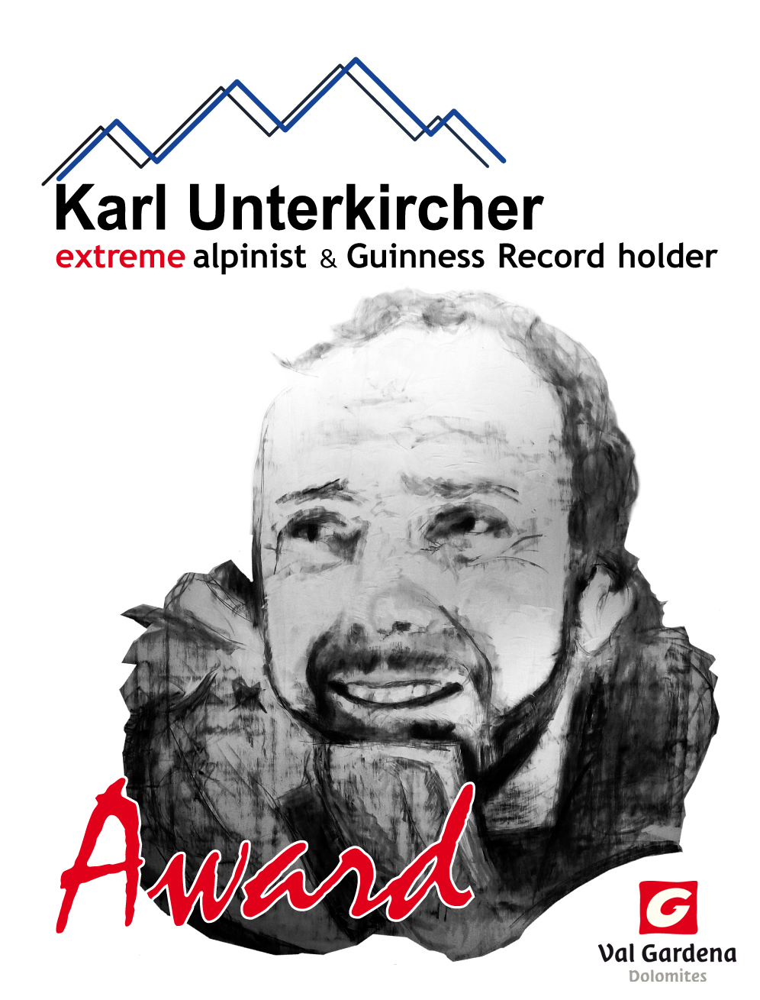 Karl Unterkircher
extreme alpinist & Guinness Record holder
Award
G
Val Gardena
Dolomites